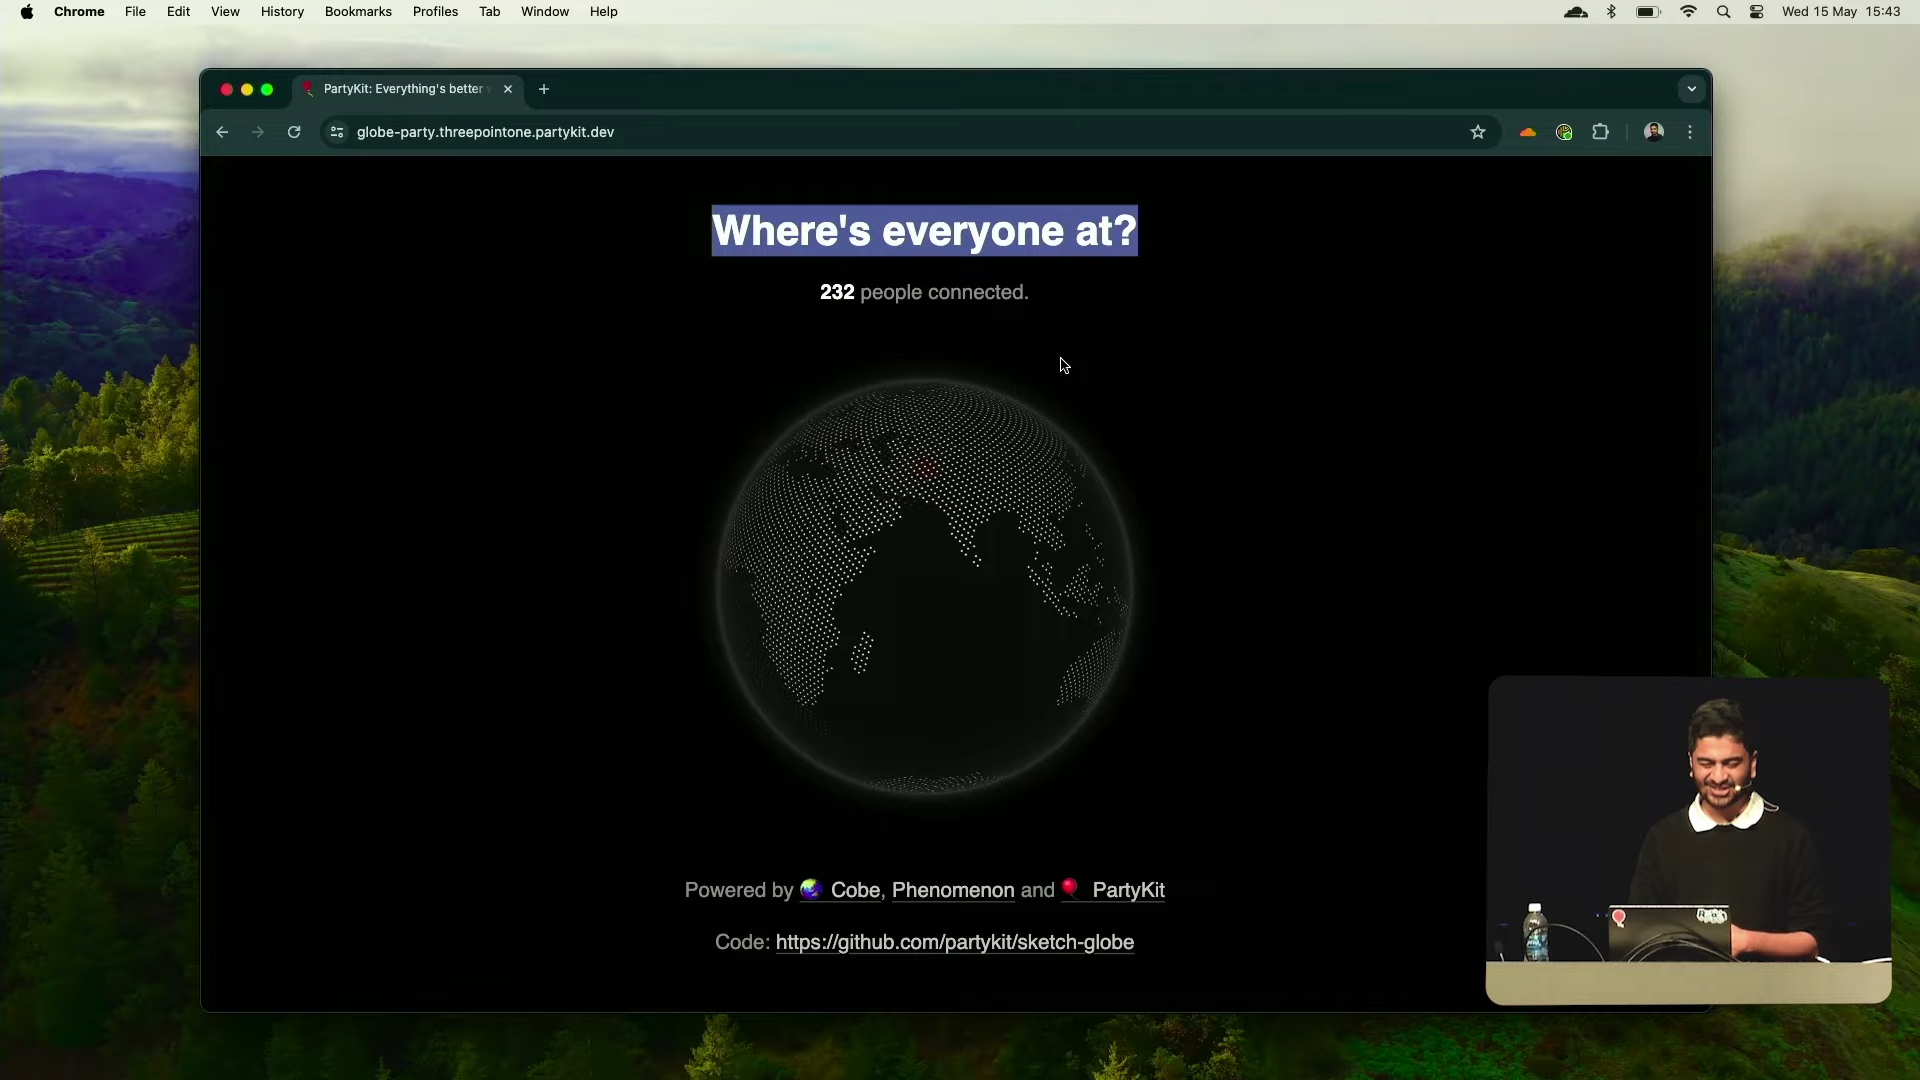 Chrome File Edit View History Bookmarks Profiles Tab Window Help Wed 15 May 15:43
PartyKit: Everything's better
globe-party.threepointone.partykit.dev
Where's everyone at?
232 people connected.
Powered by Cobe, Phenomenon and PartyKit
Code: https://github.com/partykit/sketch-globe